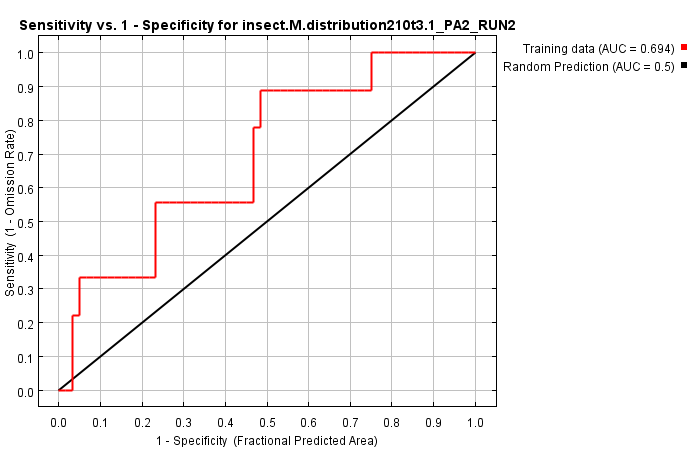 Sensitivity vs. 1 - Specificity for insect.M.distribution210t3.1_PA2_RUN2
Training data (AUC = 0.694)
Random Prediction (AUC = 0.5)
Sensitivity (1 - Omission Rate)
1.0
0.9
0.8
0.7
0.6
0.5
0.4
0.3
0.2
0.1
0.0
0.0 0.1 0.2 0.3 0.4 0.5 0.6 0.7 0.8 0.9 1.0
1 - Specificity (Fractional Predicted Area)